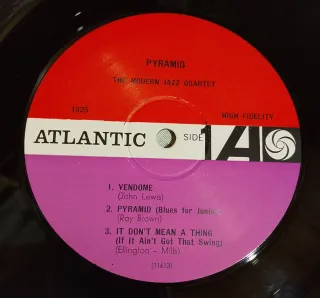 PYRAMID
THE MODERN JAZZ QUARTET
1325 HIGH FIDELITY
ATLANTIC SIDE 1 A
1. VENDOME
(John Lewis)
2. PYRAMID (Blues for Junior)
(Ray Brown)
3. IT DON'T MEAN A THING
(If It Ain't Got That Swing)
(Ellington - Mills)
(11413)